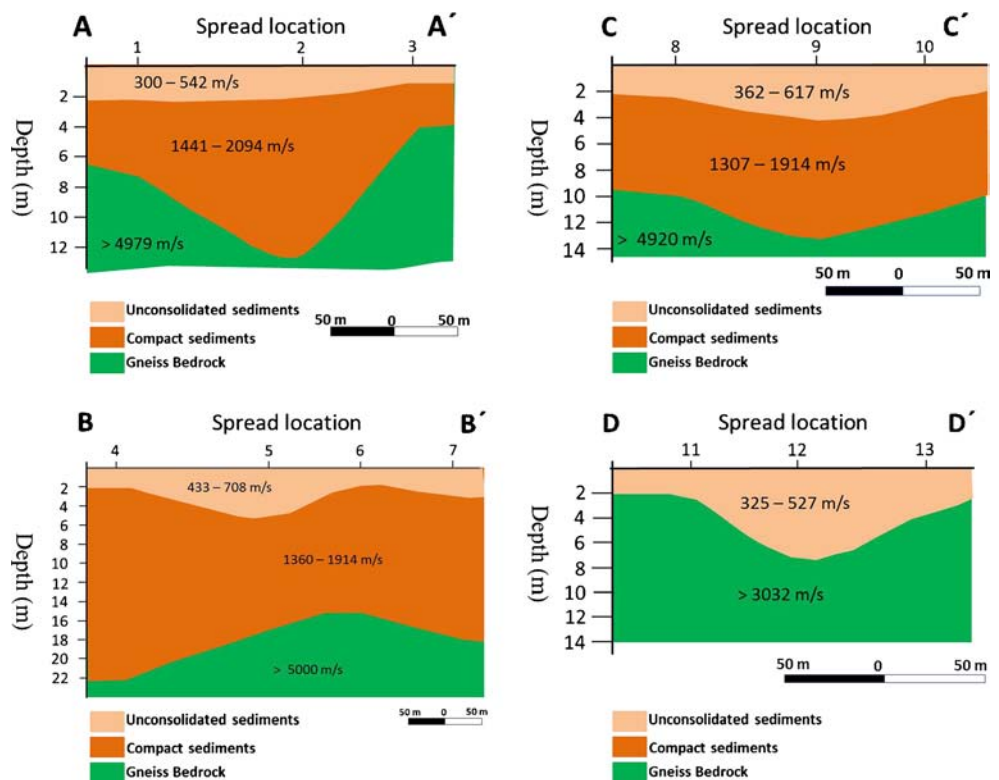 A Spread location A´
1 2 3
Depth (m)
2
4
6
8
10
12
300 – 542 m/s
1441 – 2094 m/s
> 4979 m/s
Unconsolidated sediments
Compact sediments
Gneiss Bedrock
50 m 0 50 m
C Spread location C´
8 9 10
Depth (m)
2
4
6
8
10
12
14
362 – 617 m/s
1307 – 1914 m/s
> 4920 m/s
50 m 0 50 m
Unconsolidated sediments
Compact sediments
Gneiss Bedrock
B Spread location B´
4 5 6 7
Depth (m)
2
4
6
8
10
12
14
16
18
20
22
433 – 708 m/s
1360 – 1914 m/s
> 5000 m/s
Unconsolidated sediments
Compact sediments
Gneiss Bedrock
50 m 0 50 m
D Spread location D´
11 12 13
Depth (m)
2
4
6
8
10
12
14
325 – 527 m/s
> 3032 m/s
50 m 0 50 m
Unconsolidated sediments
Compact sediments
Gneiss Bedrock